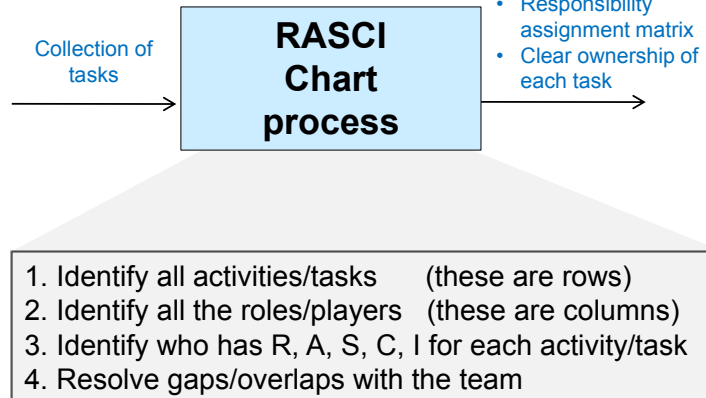 • Responsibility
assignment matrix
• Clear ownership of
each task
Collection of
tasks
RASCI
Chart
process
1. Identify all activities/tasks (these are rows)
2. Identify all the roles/players (these are columns)
3. Identify who has R, A, S, C, I for each activity/task
4. Resolve gaps/overlaps with the team